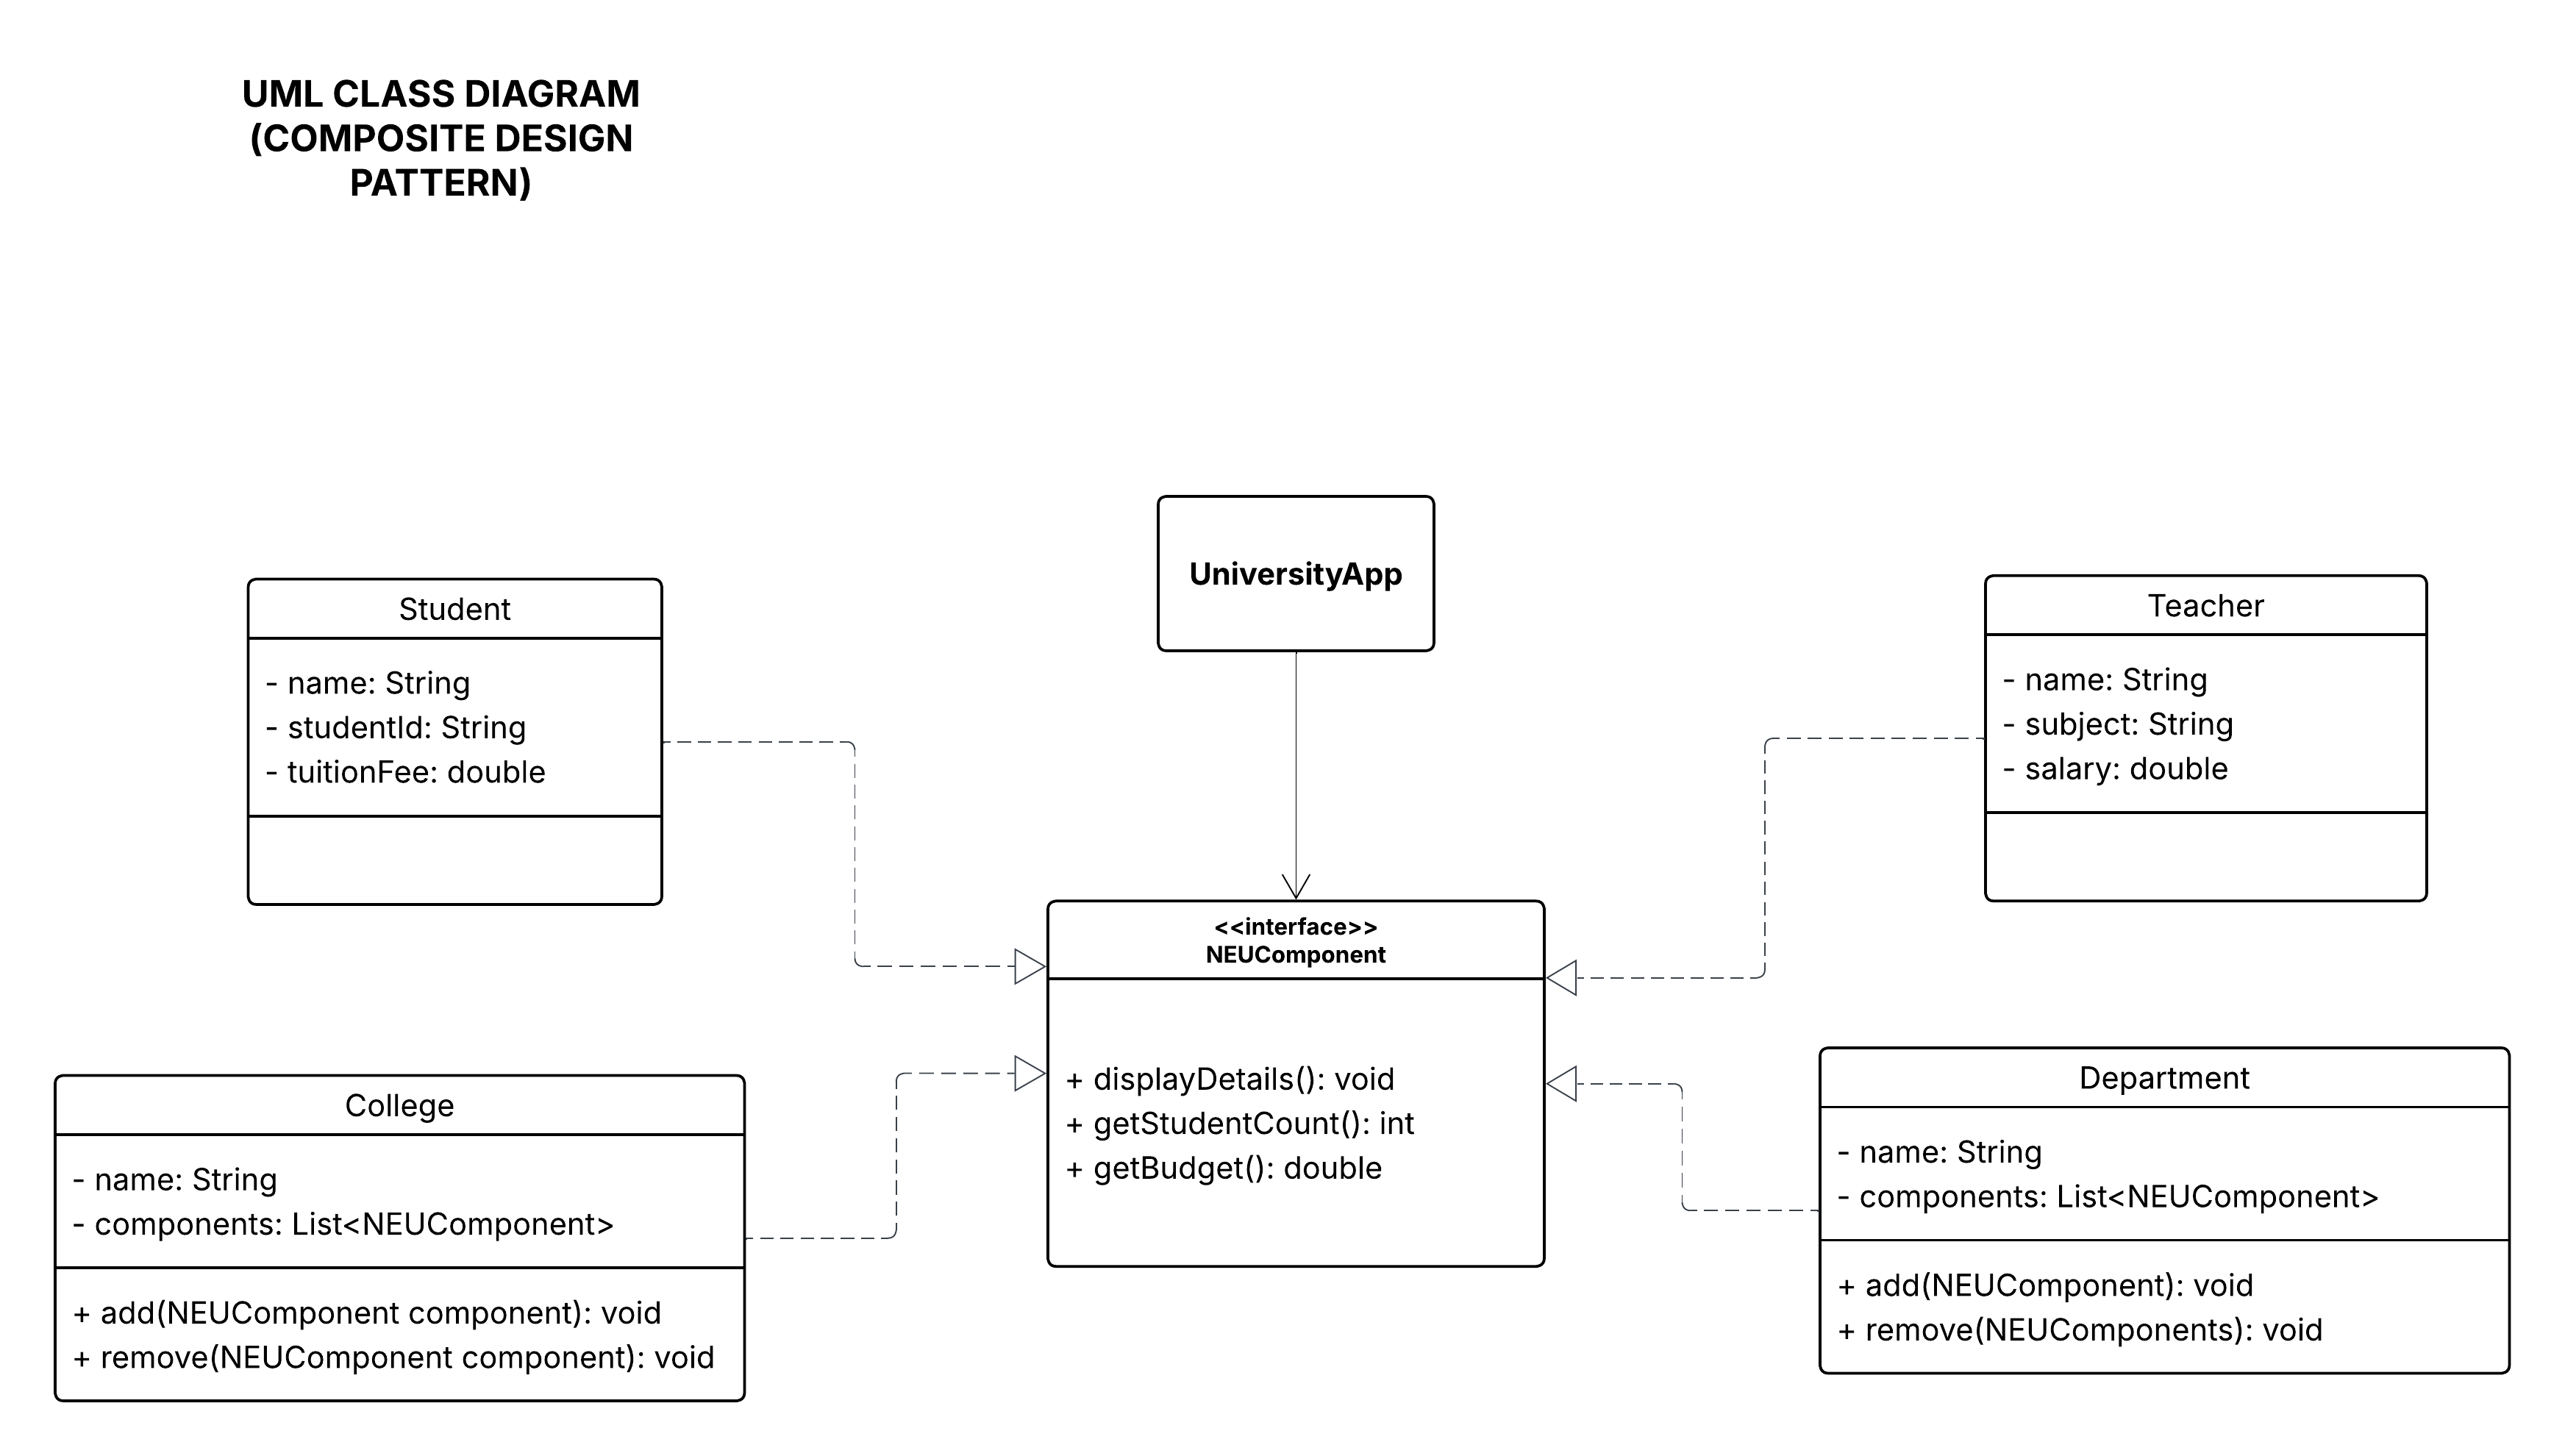 UML CLASS DIAGRAM
(COMPOSITE DESIGN
PATTERN)
UniversityApp
Student
- name: String
- studentId: String
- tuitionFee: double
Teacher
- name: String
- subject: String
- salary: double
<<interface>>
NEUComponent
+ displayDetails(): void
+ getStudentCount(): int
+ getBudget(): double
College
- name: String
- components: List<NEUComponent>
+ add(NEUComponent component): void
+ remove(NEUComponent component): void
Department
- name: String
- components: List<NEUComponent>
+ add(NEUComponent): void
+ remove(NEUComponents): void